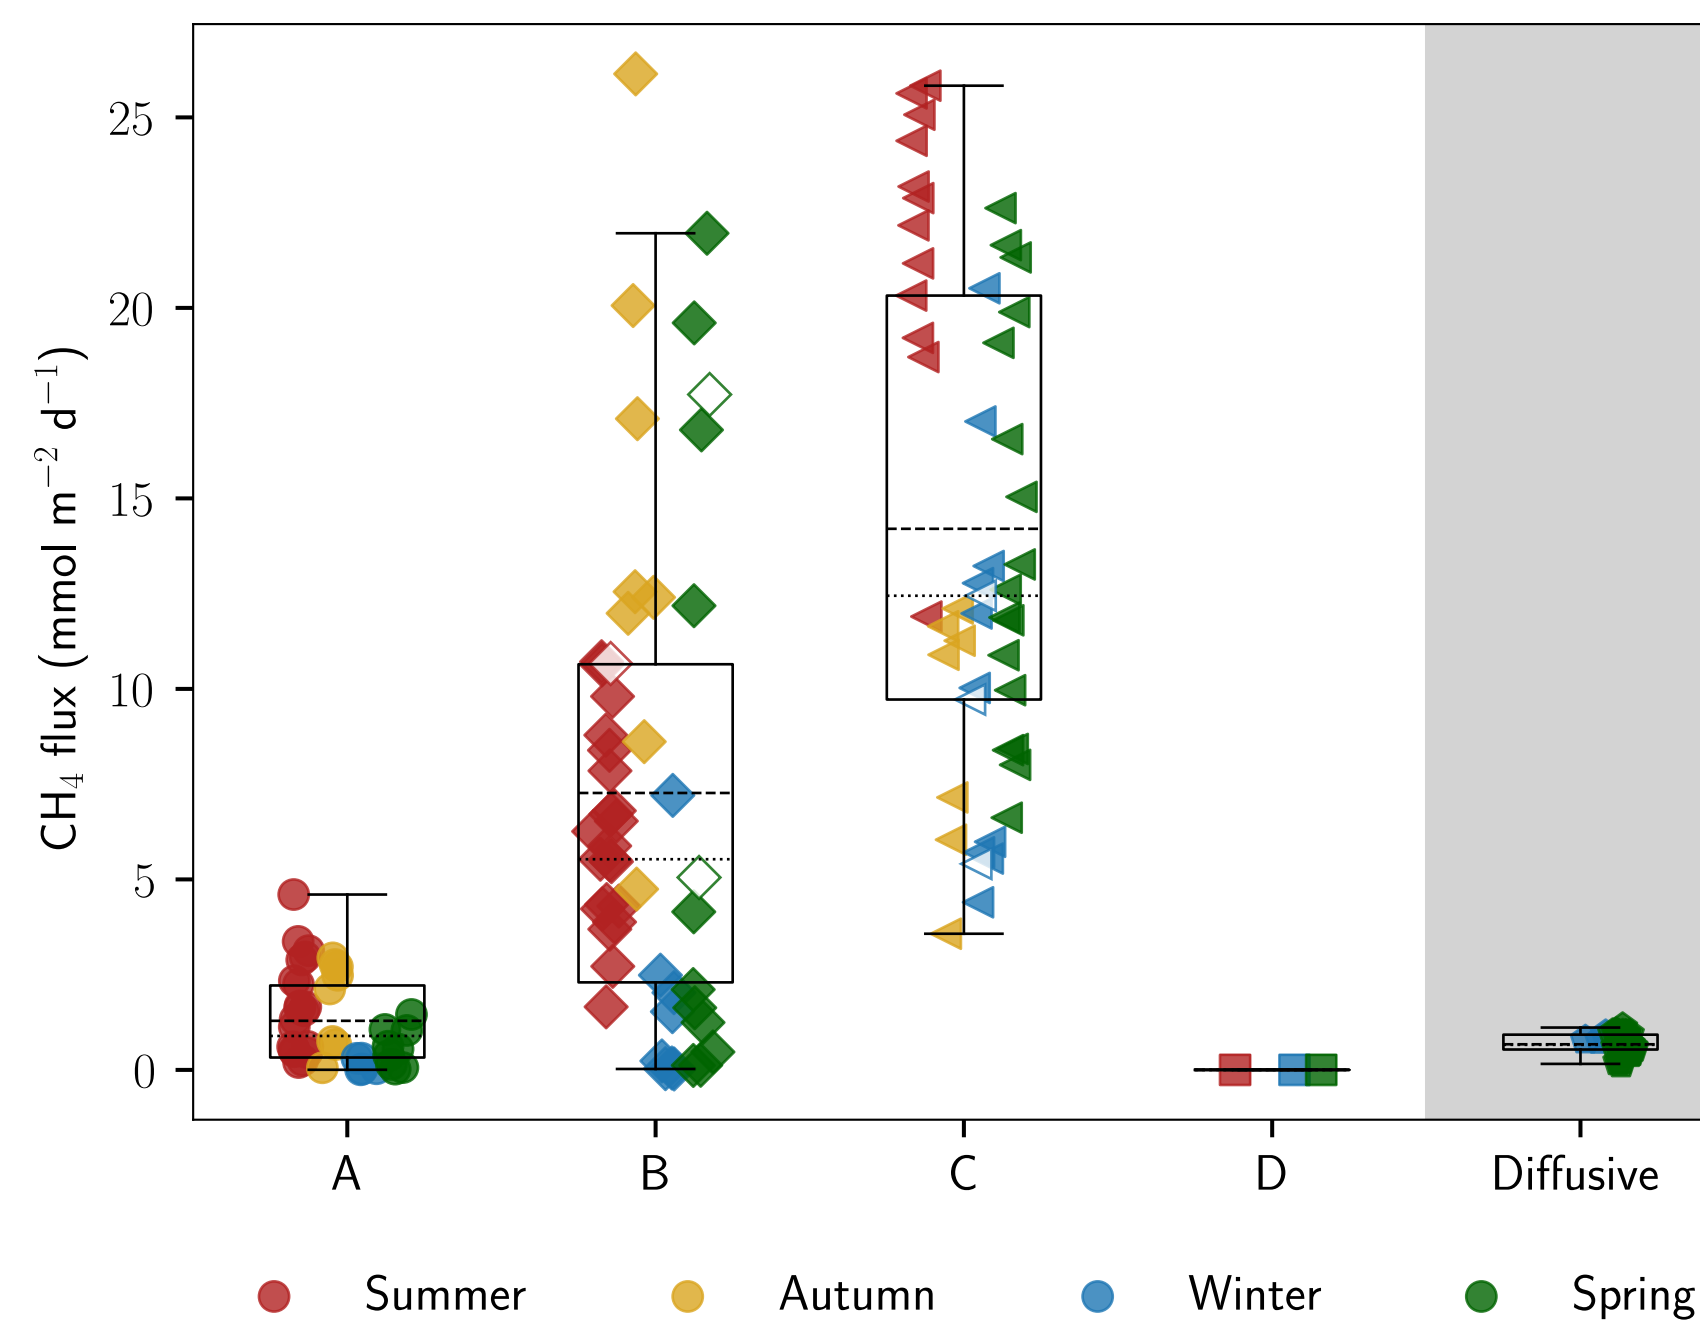 CH₄ flux (mmol m⁻² d⁻¹)
25
20
15
10
5
0
A B C D Diffusive
Summer Autumn Winter Spring